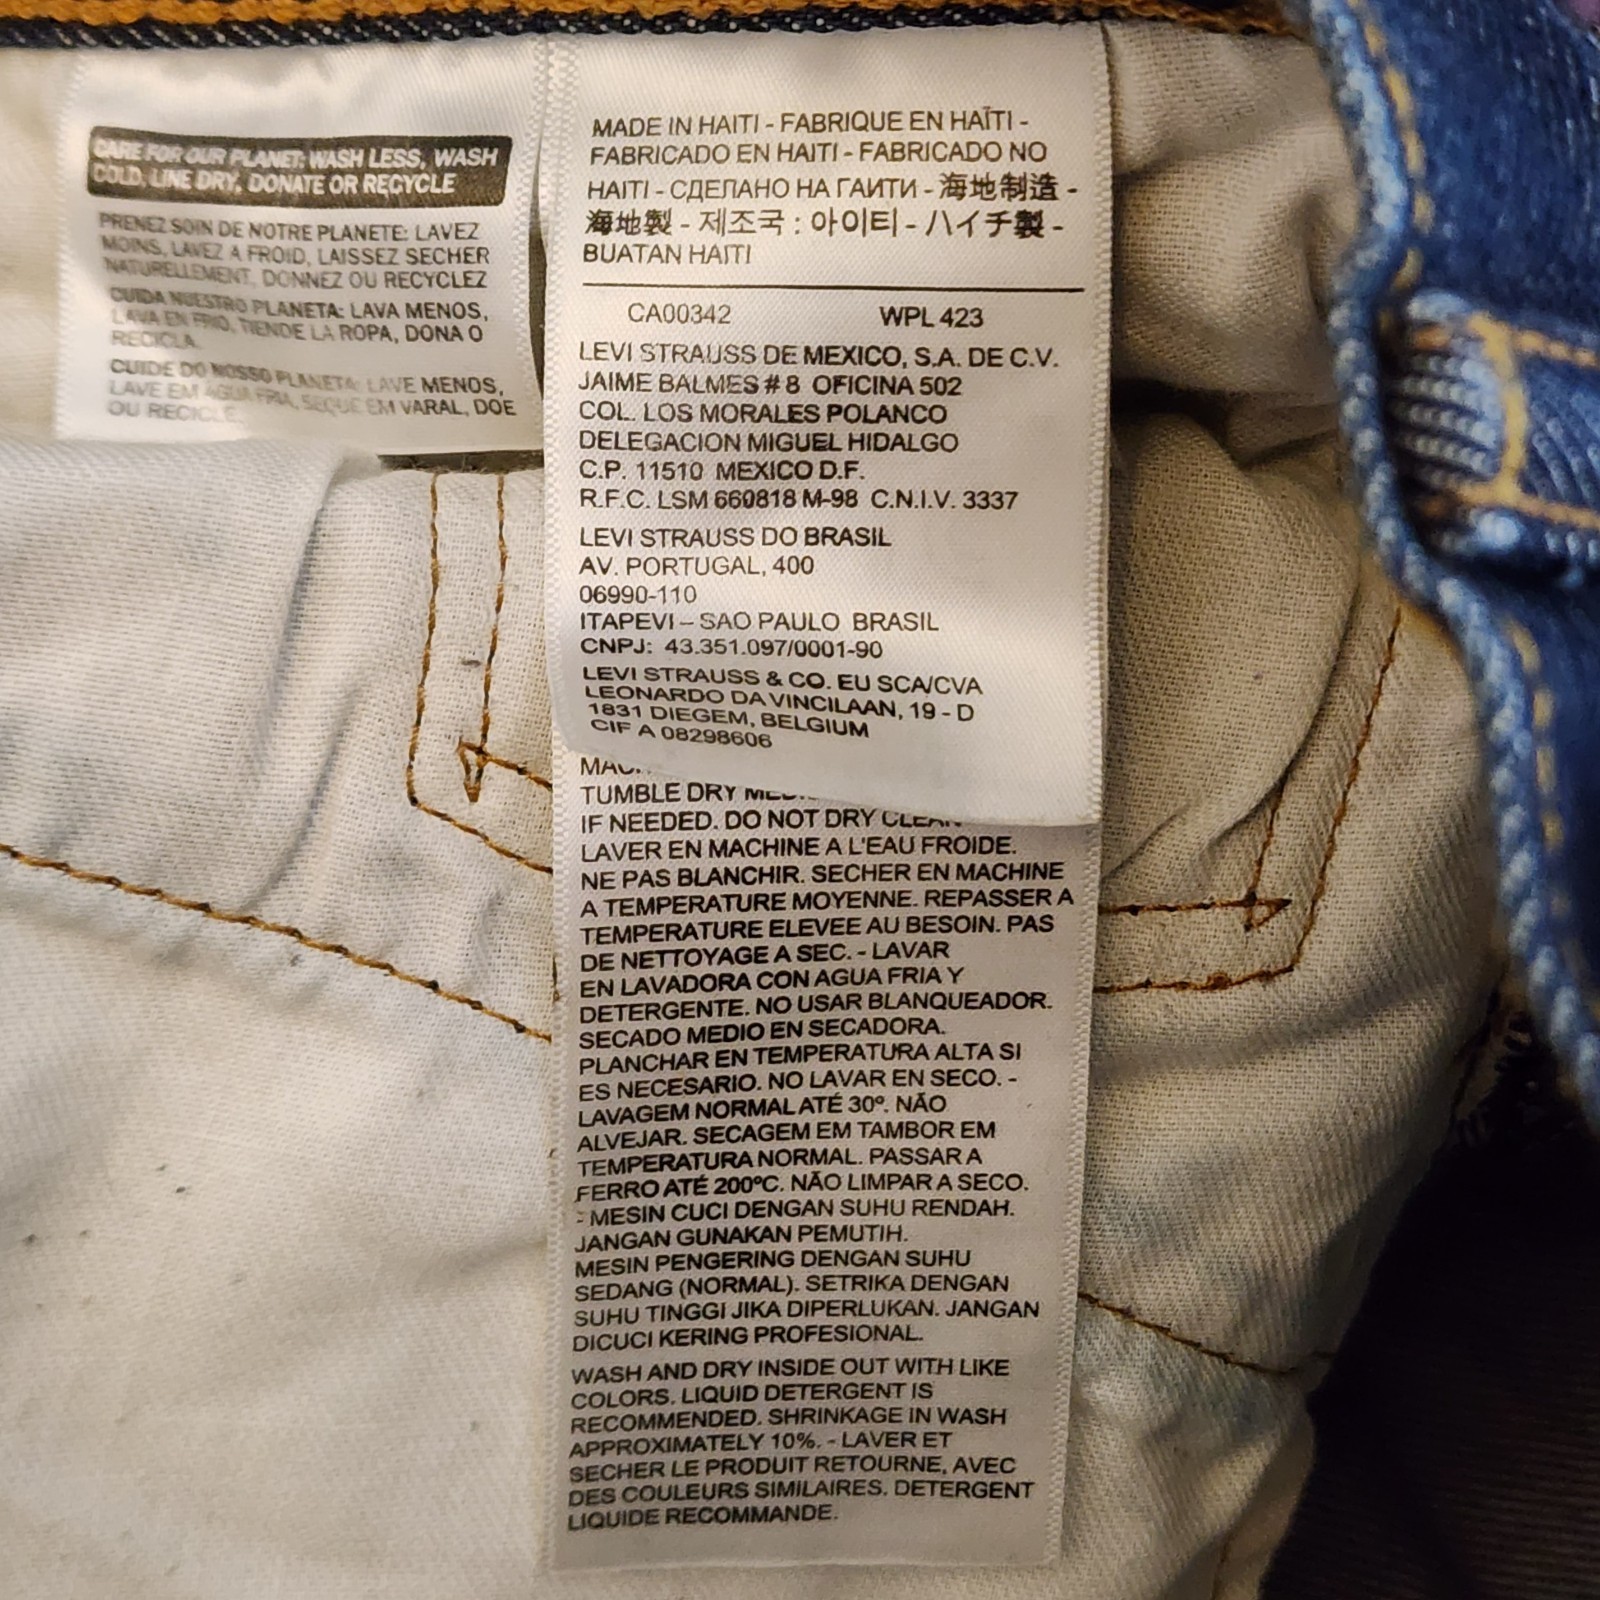 CARE FOR OUR PLANET: WASH LESS, WASH
COLD, LINE DRY, DONATE OR RECYCLE
PRENEZ SOIN DE NOTRE PLANETE: LAVEZ
MOINS, LAVEZ A FROID, LAISSEZ SECHER
NATURELLEMENT, DONNEZ OU RECYCLEZ
CUIDA NUESTRO PLANETA: LAVA MENOS,
LAVA EN FRIO, TIENDE LA ROPA, DONA O
RECICLA.
CUIDE DO NOSSO PLANETA: LAVE MENOS,
LAVE EM AGUA FRIA, SEQUE EM VARAL, DOE
OU RECICLE.
MADE IN HAITI - FABRIQUE EN HAÏTI -
FABRICADO EN HAITI - FABRICADO NO
HAITI - СДЕЛАНО НА ГАИТИ - 海地制造 -
海地製 - 제조국 : 아이티 - ハイチ製 -
BUATAN HAITI
CA00342 WPL 423
LEVI STRAUSS DE MEXICO, S.A. DE C.V.
JAIME BALMES # 8 OFICINA 502
COL. LOS MORALES POLANCO
DELEGACION MIGUEL HIDALGO
C.P. 11510 MEXICO D.F.
R.F.C. LSM 660818 M-98 C.N.I.V. 3337
LEVI STRAUSS DO BRASIL
AV. PORTUGAL, 400
06990-110
ITAPEVI – SAO PAULO BRASIL
CNPJ: 43.351.097/0001-90
LEVI STRAUSS & CO. EU SCA/CVA
LEONARDO DA VINCILAAN, 19 - D
1831 DIEGEM, BELGIUM
CIF A 08298606
TUMBLE DRY
IF NEEDED. DO NOT DRY CLEAN
LAVER EN MACHINE A L'EAU FROIDE.
NE PAS BLANCHIR. SECHER EN MACHINE
A TEMPERATURE MOYENNE. REPASSER A
TEMPERATURE ELEVEE AU BESOIN. PAS
DE NETTOYAGE A SEC. - LAVAR
EN LAVADORA CON AGUA FRIA Y
DETERGENTE. NO USAR BLANQUEADOR.
SECADO MEDIO EN SECADORA.
PLANCHAR EN TEMPERATURA ALTA SI
ES NECESARIO. NO LAVAR EN SECO. -
LAVAGEM NORMAL ATÉ 30º. NÃO
ALVEJAR. SECAGEM EM TAMBOR EM
TEMPERATURA NORMAL. PASSAR A
FERRO ATÉ 200ºC. NÃO LIMPAR A SECO.
- MESIN CUCI DENGAN SUHU RENDAH.
JANGAN GUNAKAN PEMUTIH.
MESIN PENGERING DENGAN SUHU
SEDANG (NORMAL). SETRIKA DENGAN
SUHU TINGGI JIKA DIPERLUKAN. JANGAN
DICUCI KERING PROFESIONAL.
WASH AND DRY INSIDE OUT WITH LIKE
COLORS. LIQUID DETERGENT IS
RECOMMENDED. SHRINKAGE IN WASH
APPROXIMATELY 10%. - LAVER ET
SECHER LE PRODUIT RETOURNE, AVEC
DES COULEURS SIMILAIRES. DETERGENT
LIQUIDE RECOMMANDE.